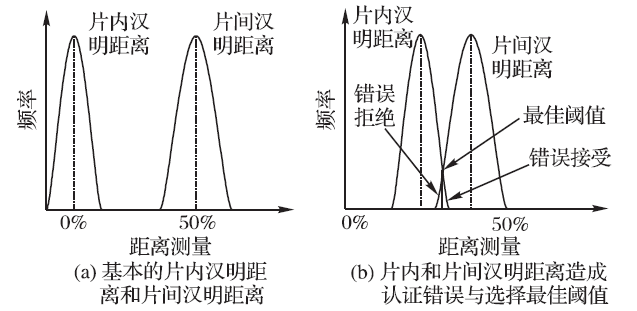 片内汉
明距离
片间汉
明距离
频率
0%
50%
距离测量
(a) 基本的片内汉明距
离和片间汉明距离
片内汉
明距离
片间汉
明距离
错误
拒绝
最佳阈值
错误接受
频率
0%
50%
距离测量
(b) 片内和片间汉明距离造成
认证错误与选择最佳阈值